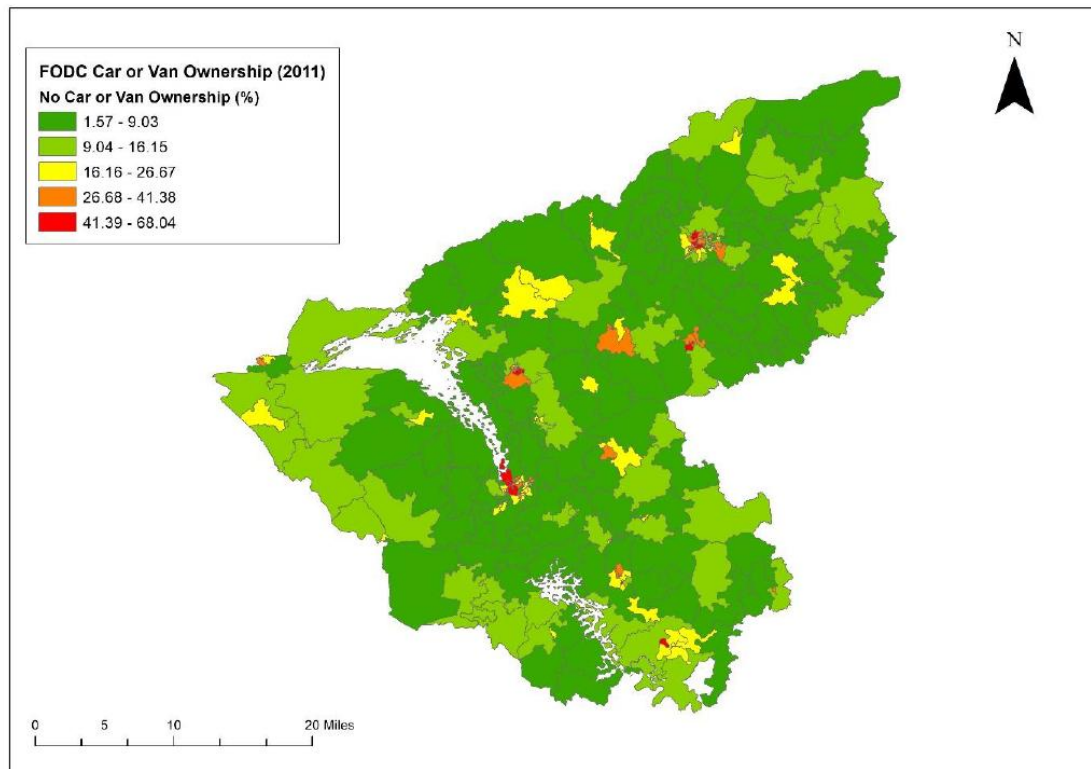 N
FODC Car or Van Ownership (2011)
No Car or Van Ownership (%)
1.57 - 9.03
9.04 - 16.15
16.16 - 26.67
26.68 - 41.38
41.39 - 68.04
0 5 10 20 Miles